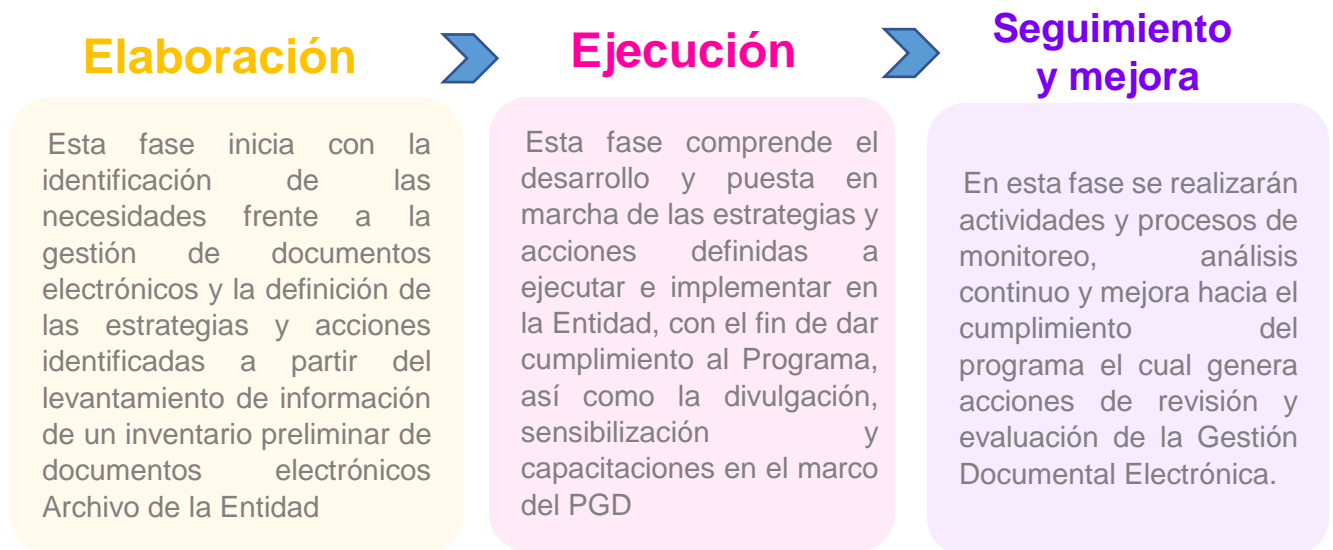 Elaboración
Esta fase inicia con la
identificación de las
necesidades frente a la
gestión de documentos
electrónicos y la definición de
las estrategias y acciones
identificadas a partir del
levantamiento de información
de un inventario preliminar de
documentos electrónicos
Archivo de la Entidad
Ejecución
Esta fase comprende el
desarrollo y puesta en
marcha de las estrategias y
acciones definidas a
ejecutar e implementar en
la Entidad, con el fin de dar
cumplimiento al Programa,
así como la divulgación,
sensibilización y
capacitaciones en el marco
del PGD
Seguimiento
y mejora
En esta fase se realizarán
actividades y procesos de
monitoreo, análisis
continuo y mejora hacia el
cumplimiento del
programa el cual genera
acciones de revisión y
evaluación de la Gestión
Documental Electrónica.